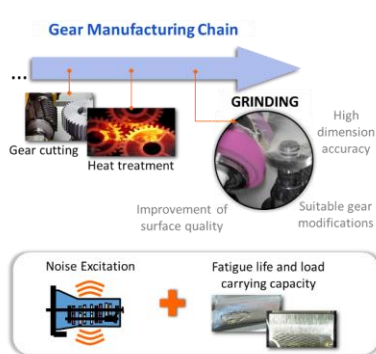 Gear Manufacturing Chain
...
GRINDING
Gear cutting
Heat treatment
High
dimension
accuracy
Improvement of
surface quality
Suitable gear
modifications
Noise Excitation
Fatigue life and load
carrying capacity